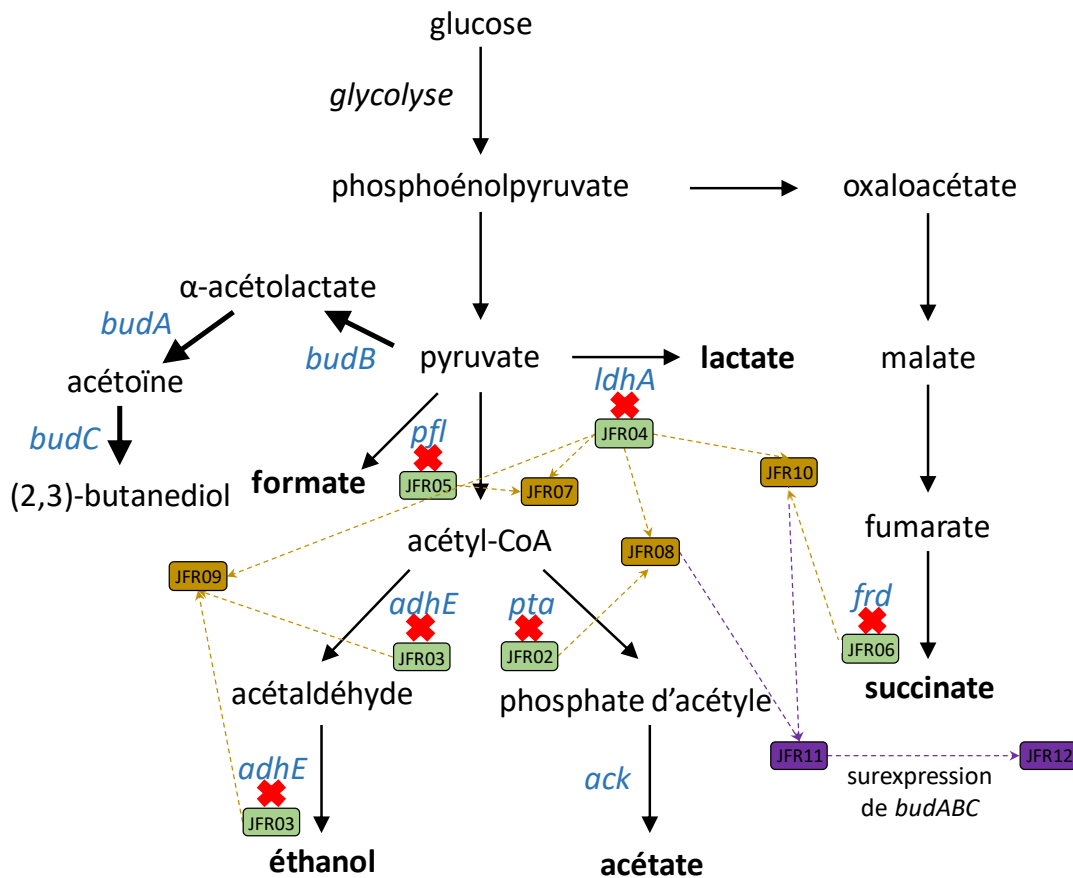 glucose
glycolyse
phosphoénolpyruvate
oxaloacétate
α-acétolactate
budA
budB
pyruvate
lactate
malate
acétoïne
ldhA
budC
pfl
JFR04
(2,3)-butanediol
formate
JFR05
JFR07
JFR10
acétyl-CoA
fumarate
JFR09
JFR08
adhE
pta
frd
JFR03
JFR02
JFR06
acétaldéhyde
phosphate d'acétyle
succinate
JFR11
JFR12
adhE
ack
surexpression
de budABC
JFR03
éthanol
acétate